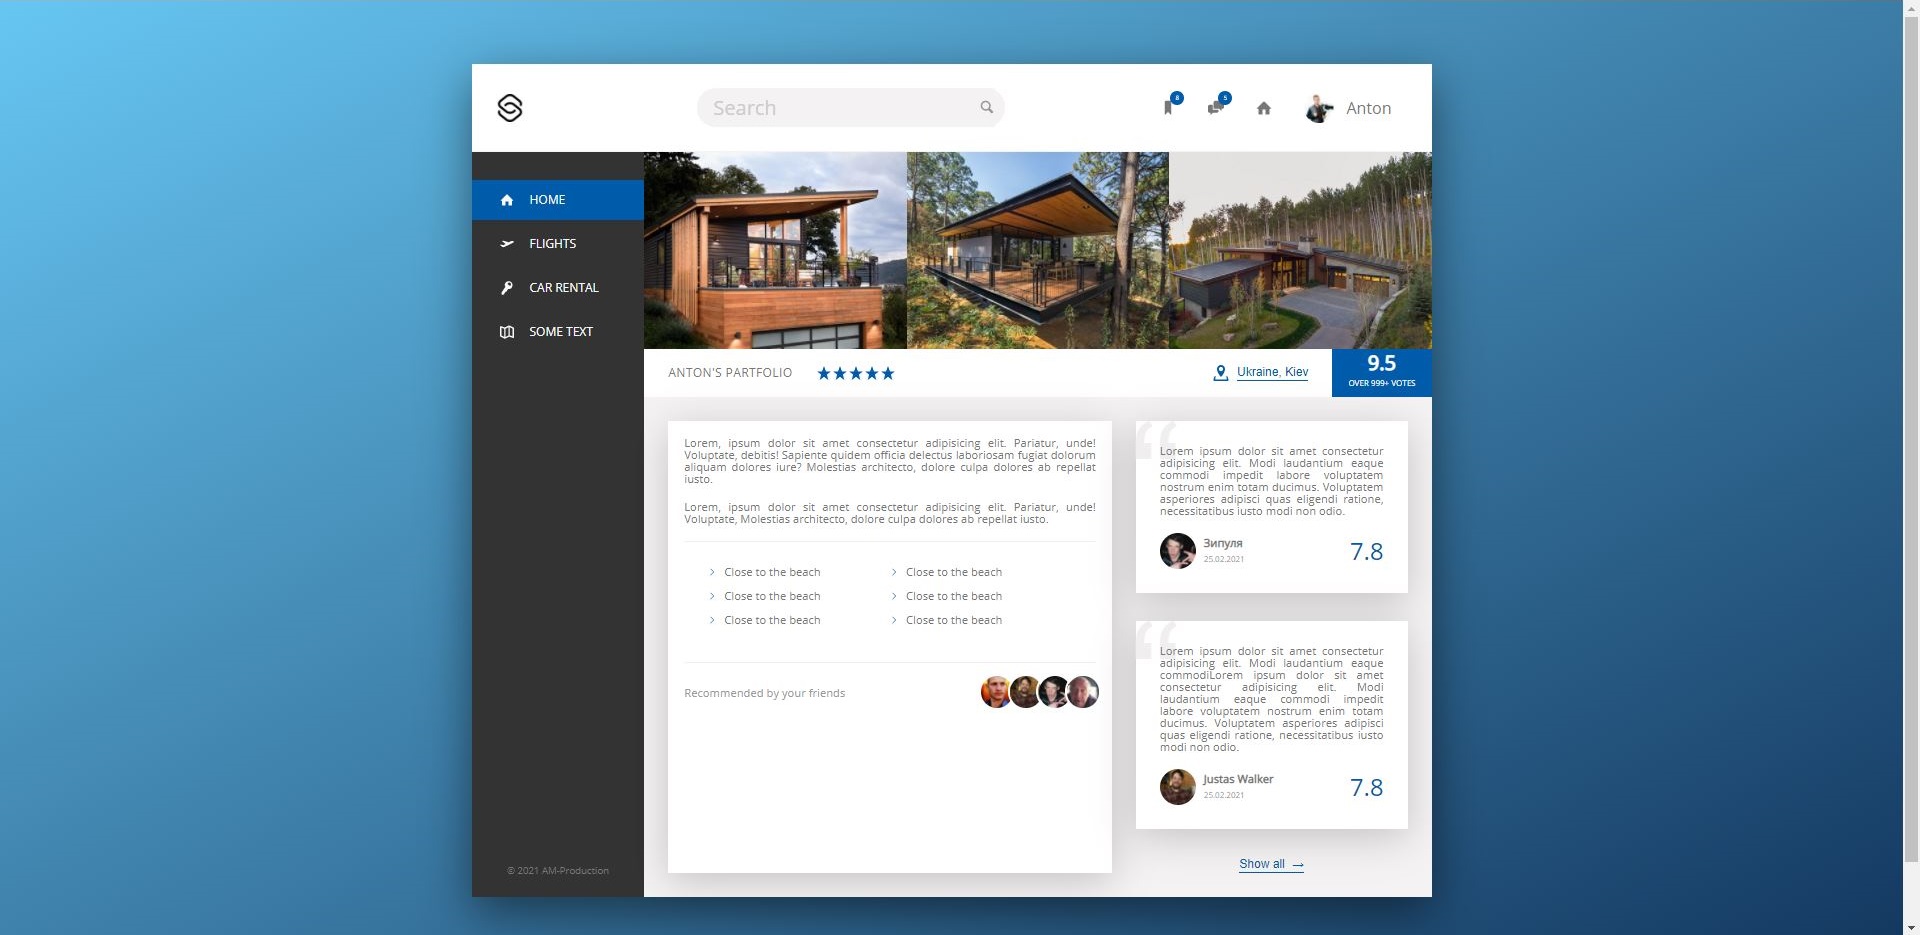 Search
8
5
Anton
HOME
FLIGHTS
CAR RENTAL
SOME TEXT
© 2021 AM-Production
ANTON'S PARTFOLIO
Ukraine, Kiev
9.5
OVER 999+ VOTES
Lorem, ipsum dolor sit amet consectetur adipisicing elit. Pariatur, unde!
Voluptate, debitis! Sapiente quidem officia delectus laboriosam fugiat dolorum
aliquam dolores iure? Molestias architecto, dolore culpa dolores ab repellat
iusto.
Lorem, ipsum dolor sit amet consectetur adipisicing elit. Pariatur, unde!
Voluptate, Molestias architecto, dolore culpa dolores ab repellat iusto.
Close to the beach
Close to the beach
Close to the beach
Close to the beach
Close to the beach
Close to the beach
Recommended by your friends
“
Lorem ipsum dolor sit amet consectetur
adipisicing elit. Modi laudantium eaque
commodi impedit labore voluptatem
nostrum enim totam ducimus. Voluptatem
asperiores adipisci quas eligendi ratione,
necessitatibus iusto modi non odio.
Зипуля
25.02.2021
7.8
“
Lorem ipsum dolor sit amet consectetur
adipisicing elit. Modi laudantium eaque
commodiLorem ipsum dolor sit amet
consectetur adipisicing elit. Modi
laudantium eaque commodi impedit
labore voluptatem nostrum enim totam
ducimus. Voluptatem asperiores adipisci
quas eligendi ratione, necessitatibus iusto
modi non odio.
Justas Walker
25.02.2021
7.8
Show all →